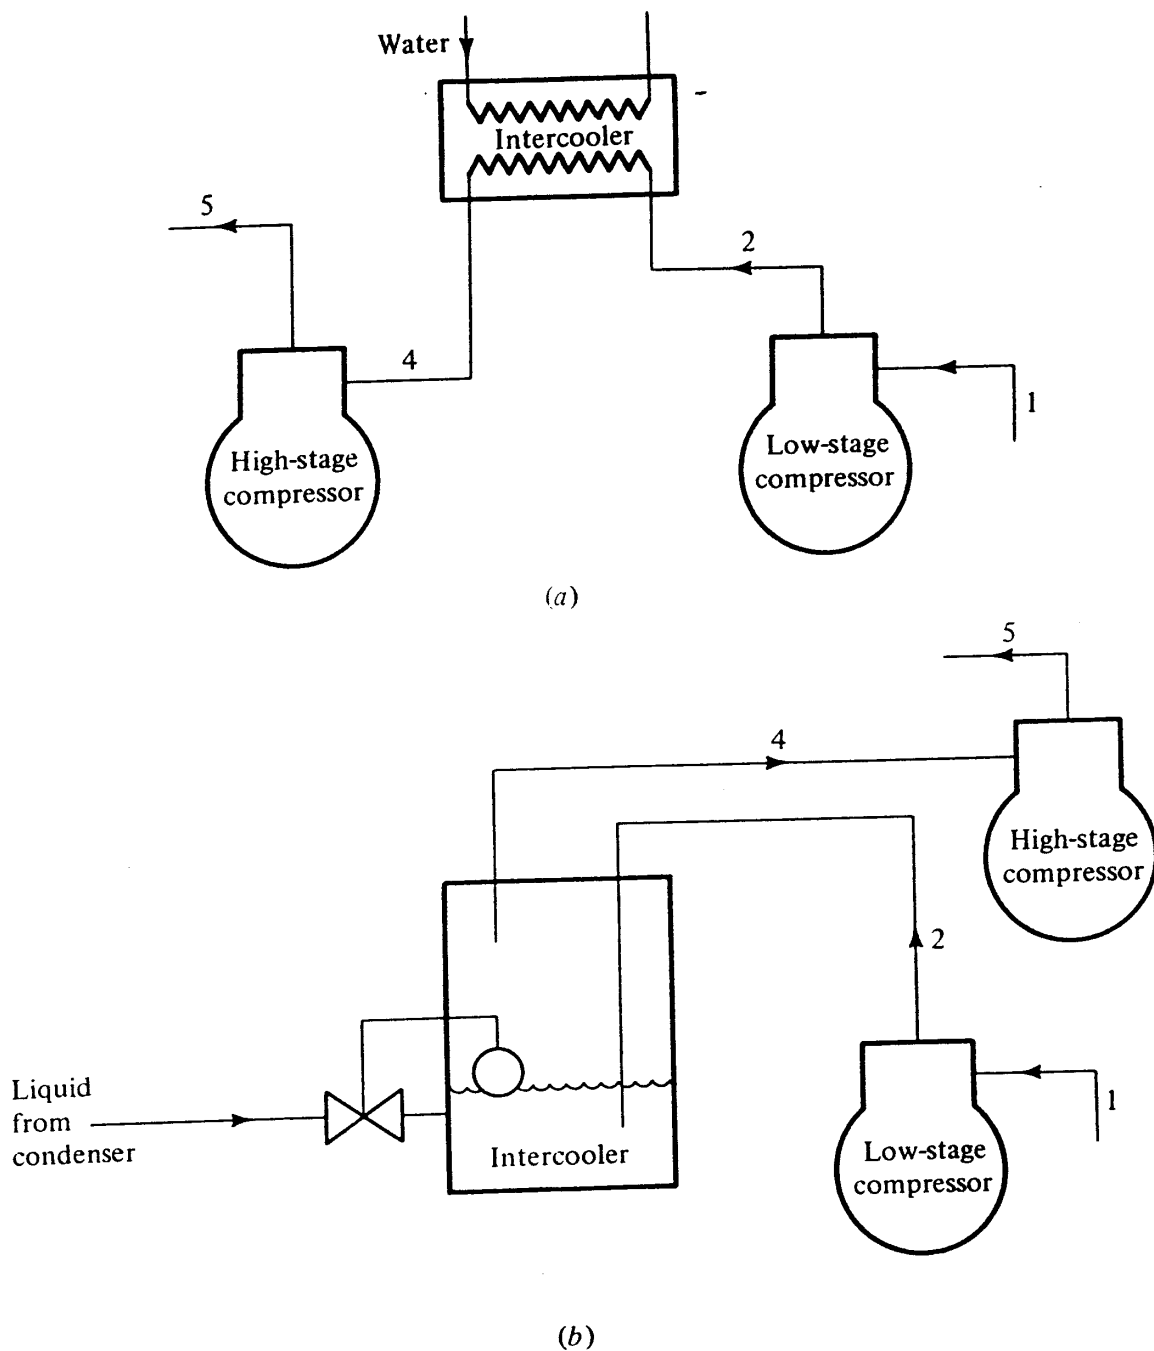 Water
Intercooler
5
2
4
1
High-stage
compressor
Low-stage
compressor
(a)
5
4
High-stage
compressor
2
Liquid
from
condenser
1
Intercooler
Low-stage
compressor
(b)